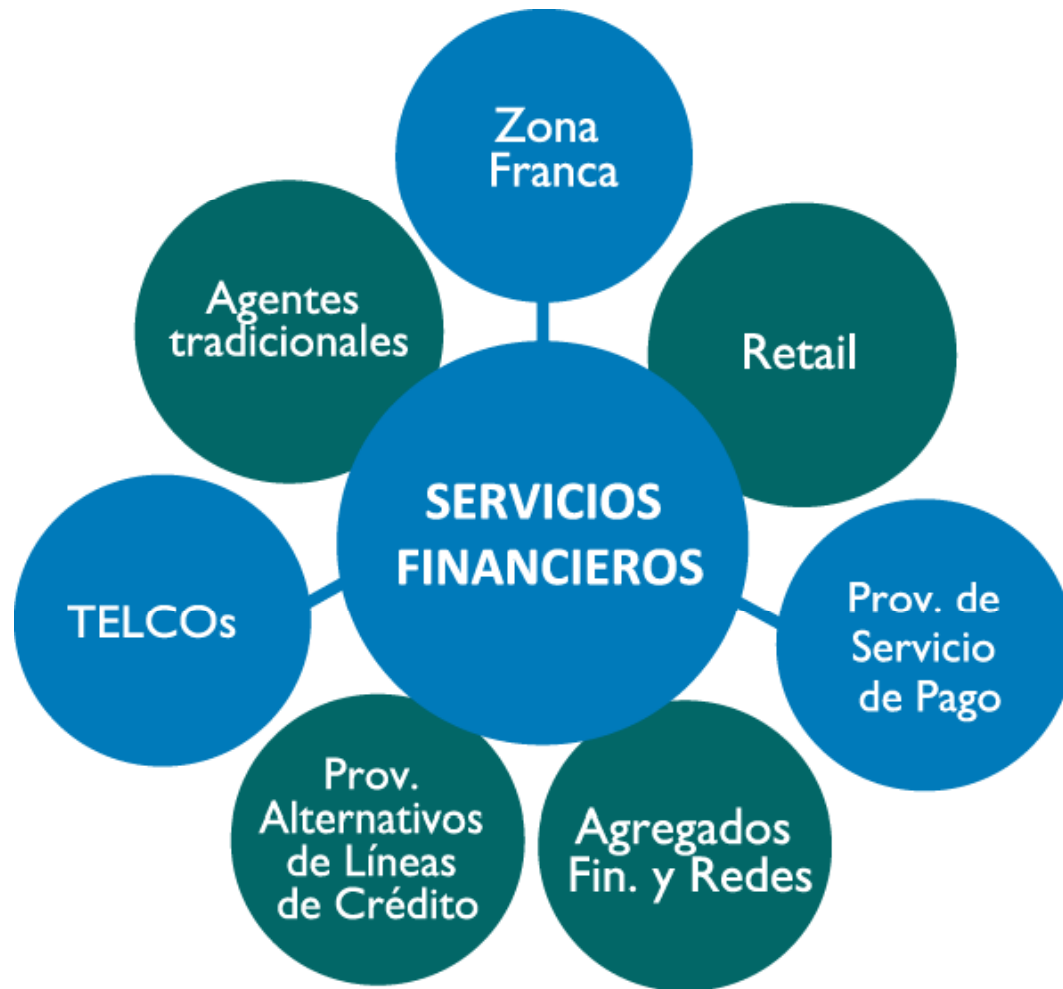 Zona
Franca
Agentes
tradicionales
Retail
SERVICIOS
FINANCIEROS
TELCOs
Prov. de
Servicio
de Pago
Prov.
Alternativos
de Líneas
de Crédito
Agregados
Fin. y Redes